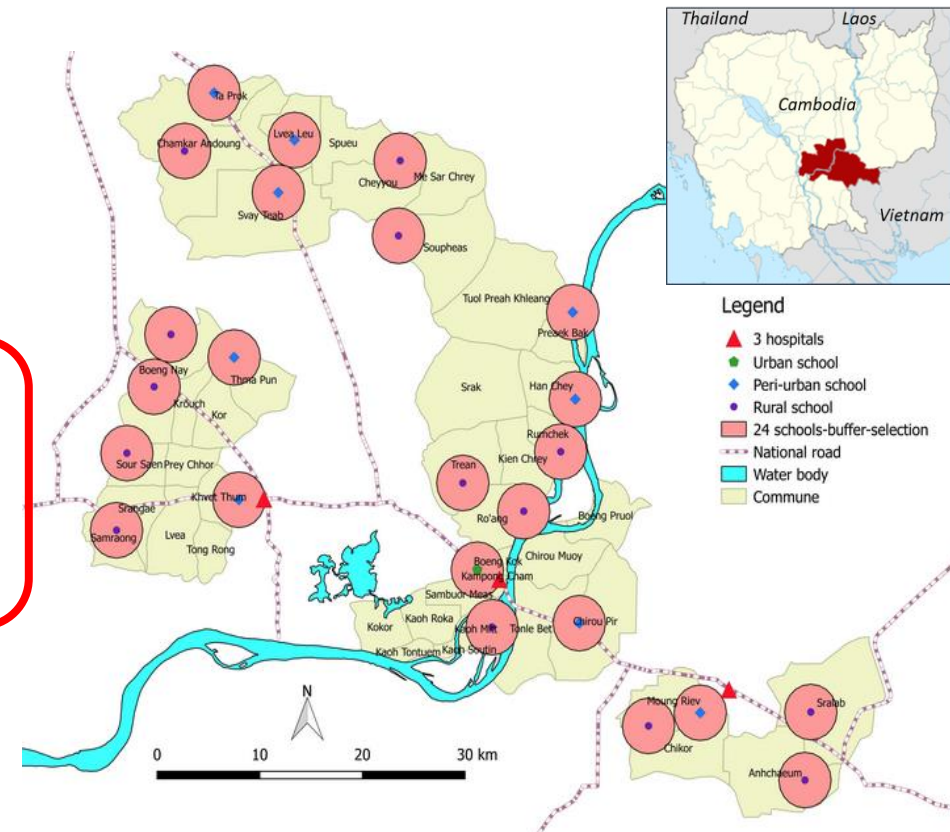 Thailand
Laos
Cambodia
Vietnam
Ta Prok
Lvea Leu
Spueu
Chamkar Andoung
Cheyyou
Me Sar Chrey
Svay Teab
Soupheas
Tuol Preah Khleang
Preaek Bak
Boeng Nay
Thma Pun
Srak
Han Chey
Krouch
Kor
Rumchek
Kien Chrey
Trean
Sour Saen
Prey Chhor
Khvet Thum
Srangae
Samraong
Lvea
Tong Rong
Ro'ang
Boeng Pruol
Boeng Kok
Chirou Muoy
Kampong Cham
Sambuor Meas
Kaoh Roka
Kokor
Kaoh Mitt
Tonle Bet
Chirou Pir
Kaoh Tontuem
Kaoh Soutin
Moung Riev
Sralab
Chikor
Anhchaeum
Legend
3 hospitals
Urban school
Peri-urban school
Rural school
24 schools-buffer-selection
National road
Water body
Commune
N
0 10 20 30 km